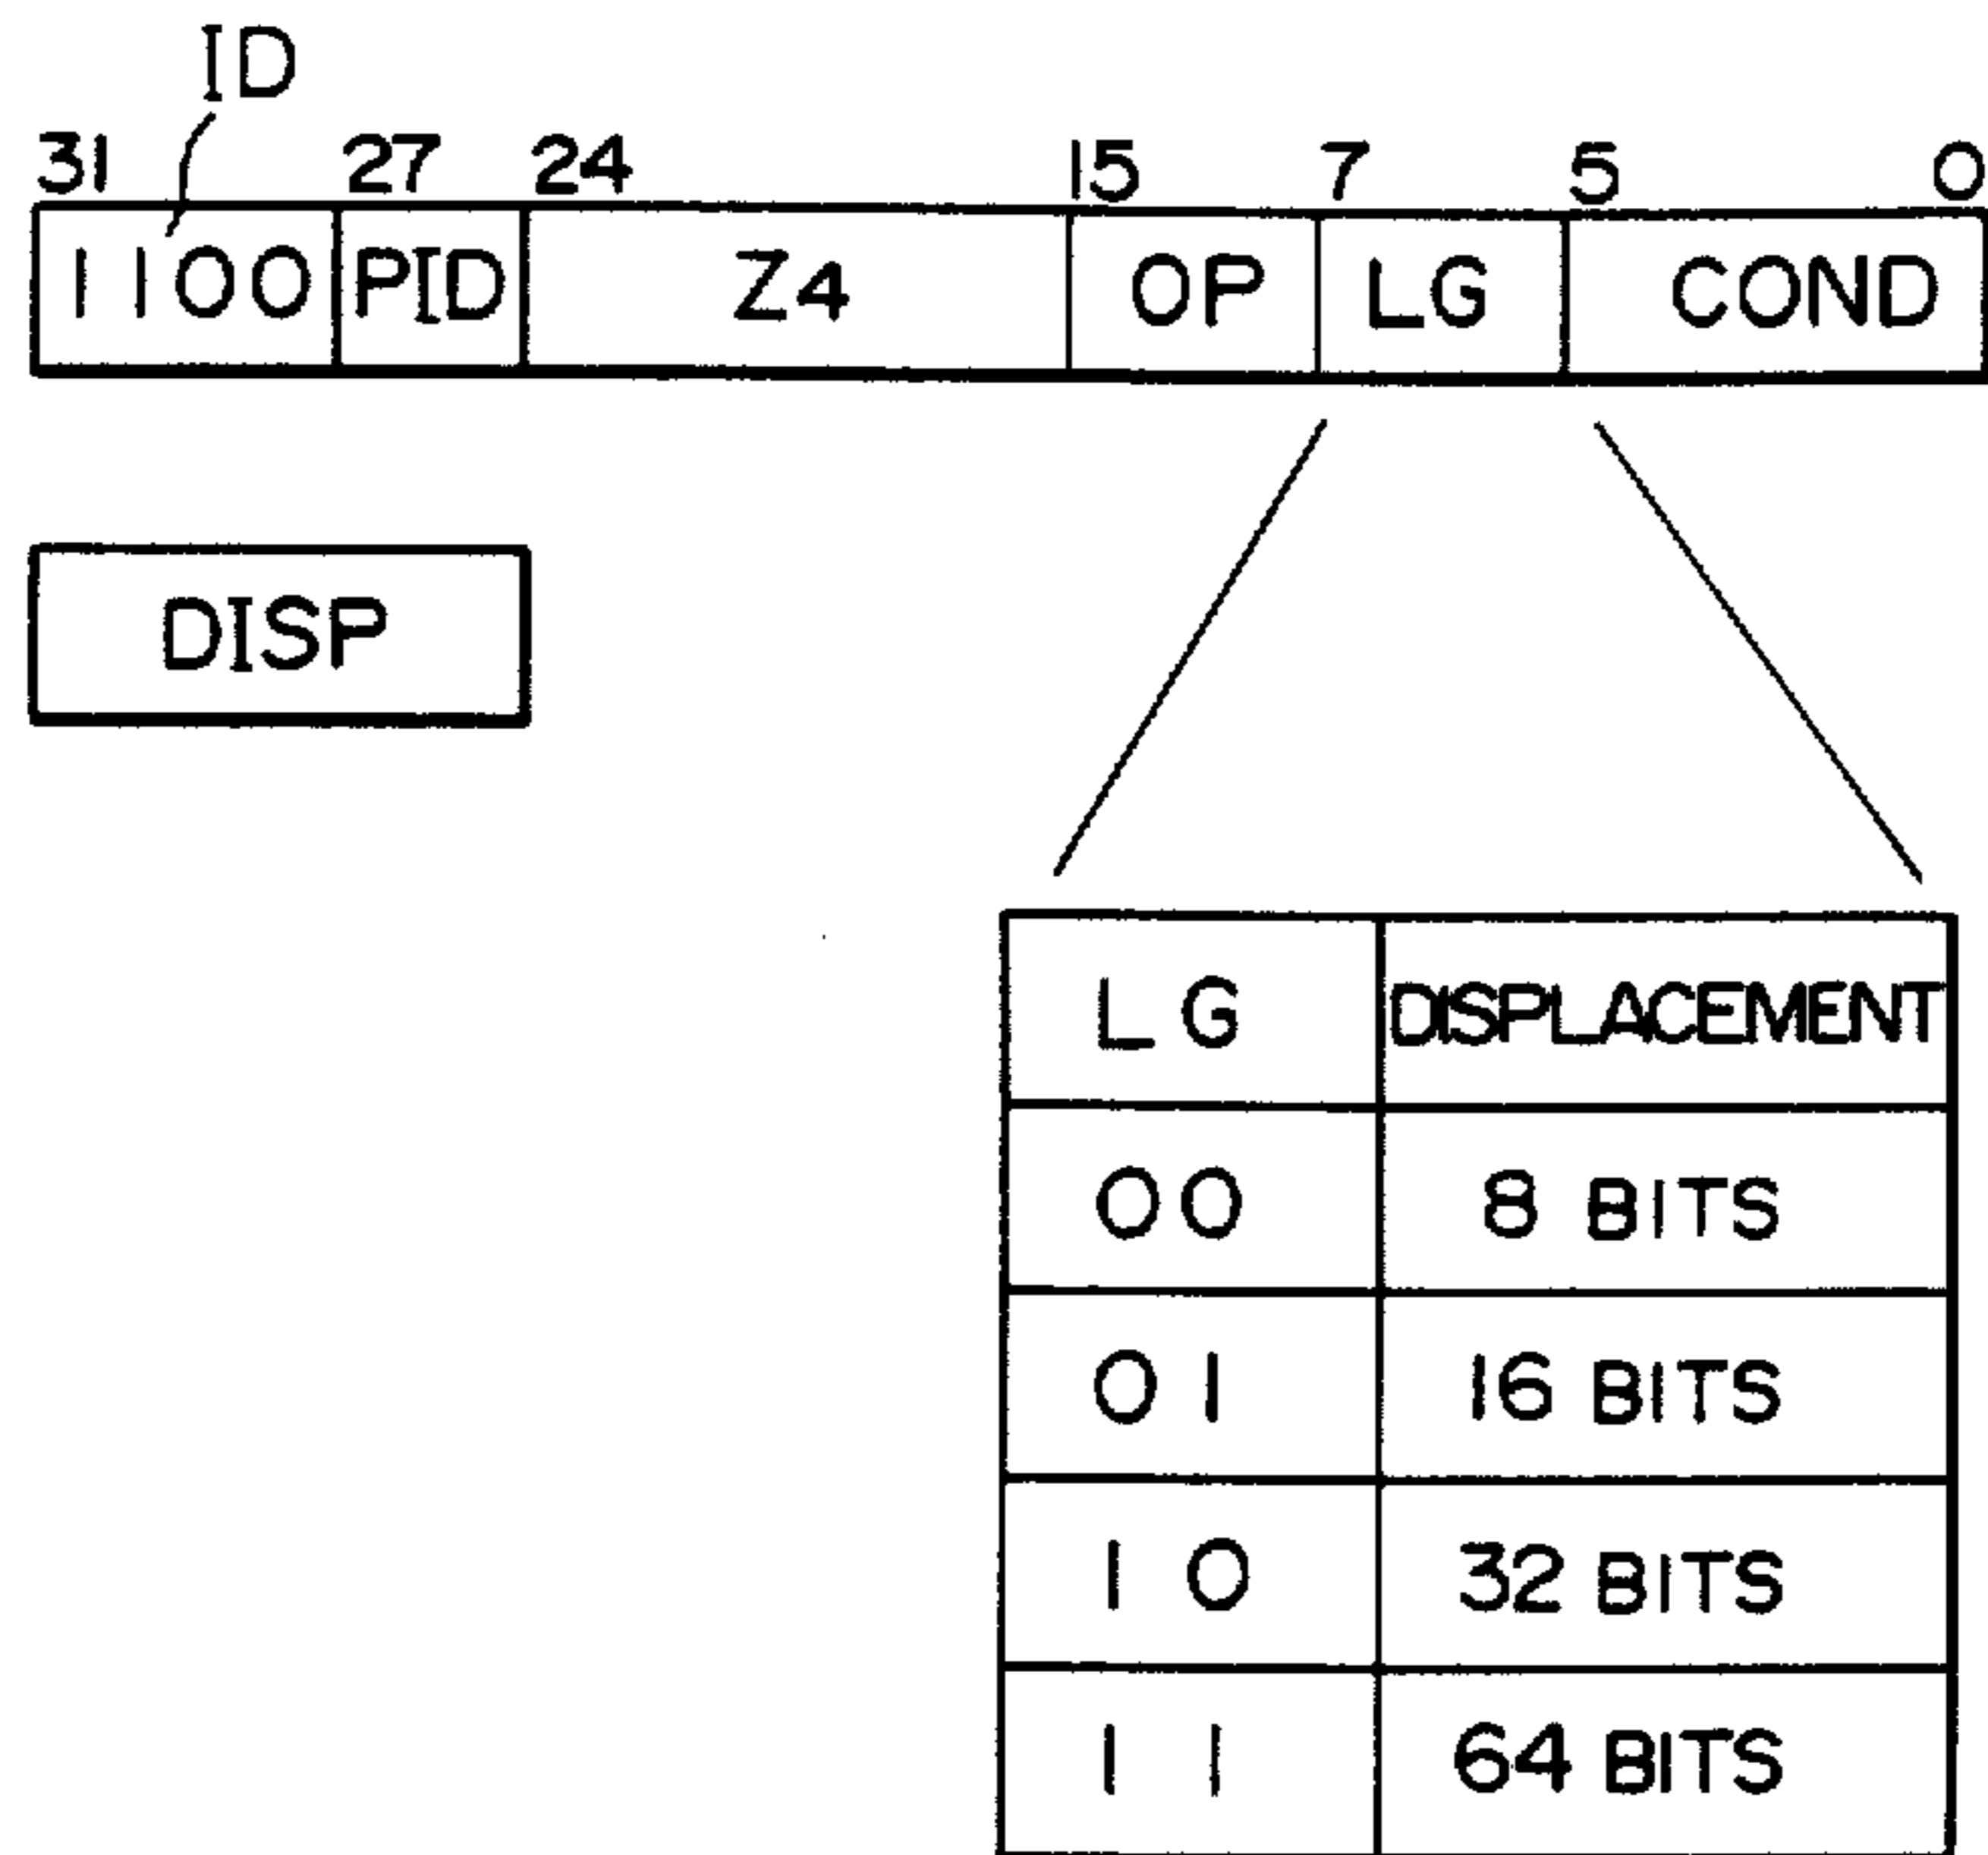 ID
31 27 24 15 7 5 0
1100 PID Z4 OP LG COND
DISP
LG DISPLACEMENT
00 8 BITS
01 16 BITS
10 32 BITS
11 64 BITS